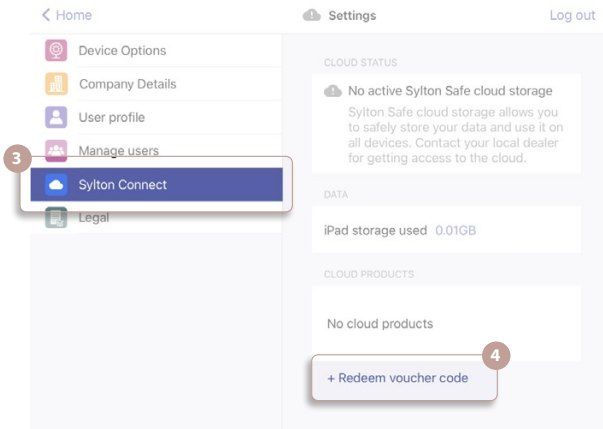 Home
Settings
Log out
Device Options
Company Details
User profile
Manage users
3
Sylton Connect
Legal
CLOUD STATUS
No active Sylton Safe cloud storage
Sylton Safe cloud storage allows you
to safely store your data and use it on
all devices. Contact your local dealer
for getting access to the cloud.
DATA
iPad storage used 0.01GB
CLOUD PRODUCTS
No cloud products
4
+ Redeem voucher code